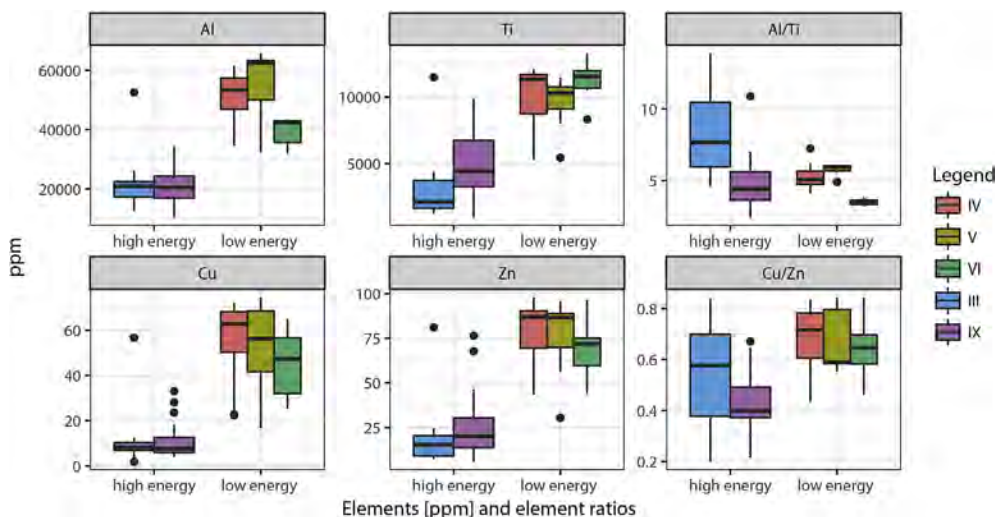 Al Ti Al/Ti
60000
40000
20000
10000
5000
10
5
high energy low energy high energy low energy high energy low energy
ppm
Cu Zn Cu/Zn
60
40
20
0
100
75
50
25
0.8
0.6
0.4
0.2
high energy low energy high energy low energy high energy low energy
Elements [ppm] and element ratios
Legend
IV
V
VI
III
IX